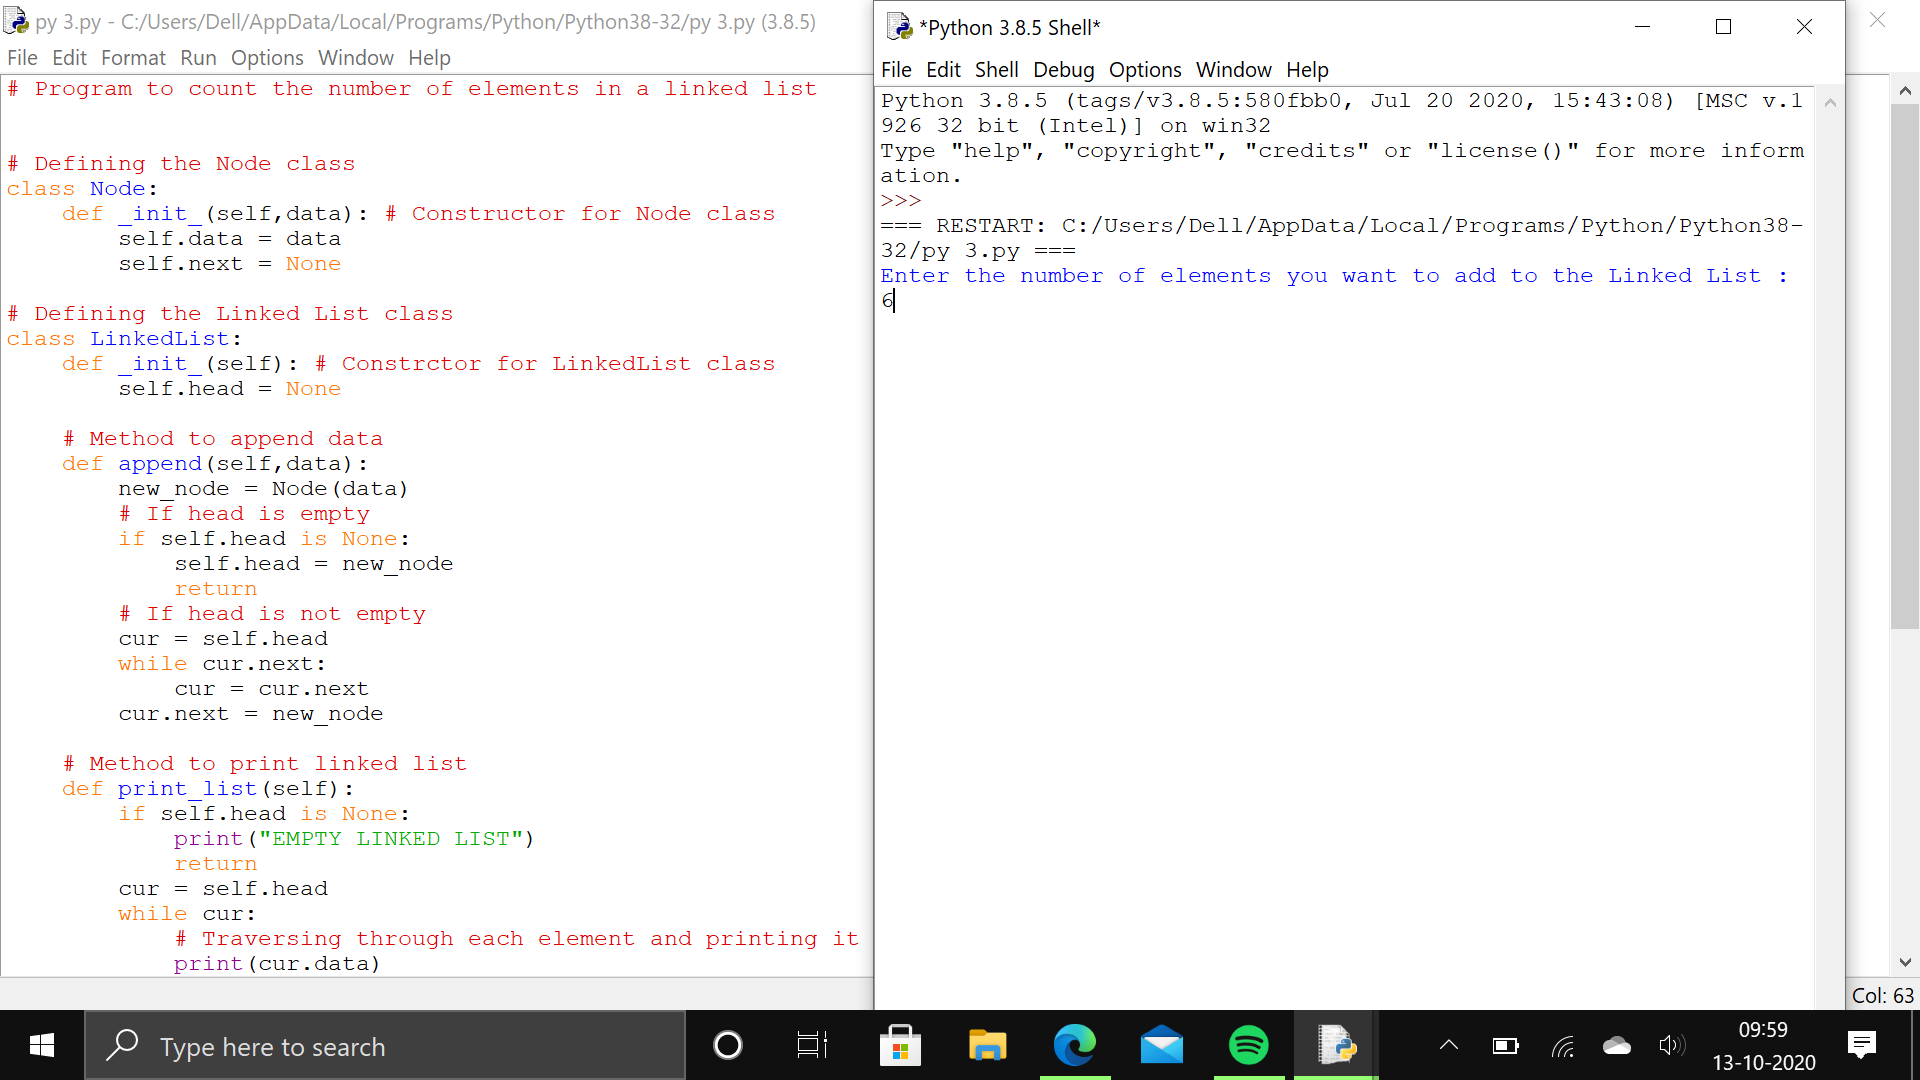 py 3.py - C:/Users/Dell/AppData/Local/Programs/Python/Python38-32/py 3.py (3.8.5)
File Edit Format Run Options Window Help
# Program to count the number of elements in a linked list
# Defining the Node class
class Node:
    def _init_(self,data): # Constructor for Node class
        self.data = data
        self.next = None
# Defining the Linked List class
class LinkedList:
    def _init_(self): # Constrctor for LinkedList class
        self.head = None
    # Method to append data
    def append(self,data):
        new_node = Node(data)
        # If head is empty
        if self.head is None:
            self.head = new_node
            return
        # If head is not empty
        cur = self.head
        while cur.next:
            cur = cur.next
        cur.next = new_node
    # Method to print linked list
    def print_list(self):
        if self.head is None:
            print("EMPTY LINKED LIST")
            return
        cur = self.head
        while cur:
            # Traversing through each element and printing it
            print(cur.data)
*Python 3.8.5 Shell*
File Edit Shell Debug Options Window Help
Python 3.8.5 (tags/v3.8.5:580fbb0, Jul 20 2020, 15:43:08) [MSC v.1
926 32 bit (Intel)] on win32
Type "help", "copyright", "credits" or "license()" for more inform
ation.
>>>
=== RESTART: C:/Users/Dell/AppData/Local/Programs/Python/Python38-
32/py 3.py ===
Enter the number of elements you want to add to the Linked List :
6
Col: 63
Type here to search
09:59
13-10-2020